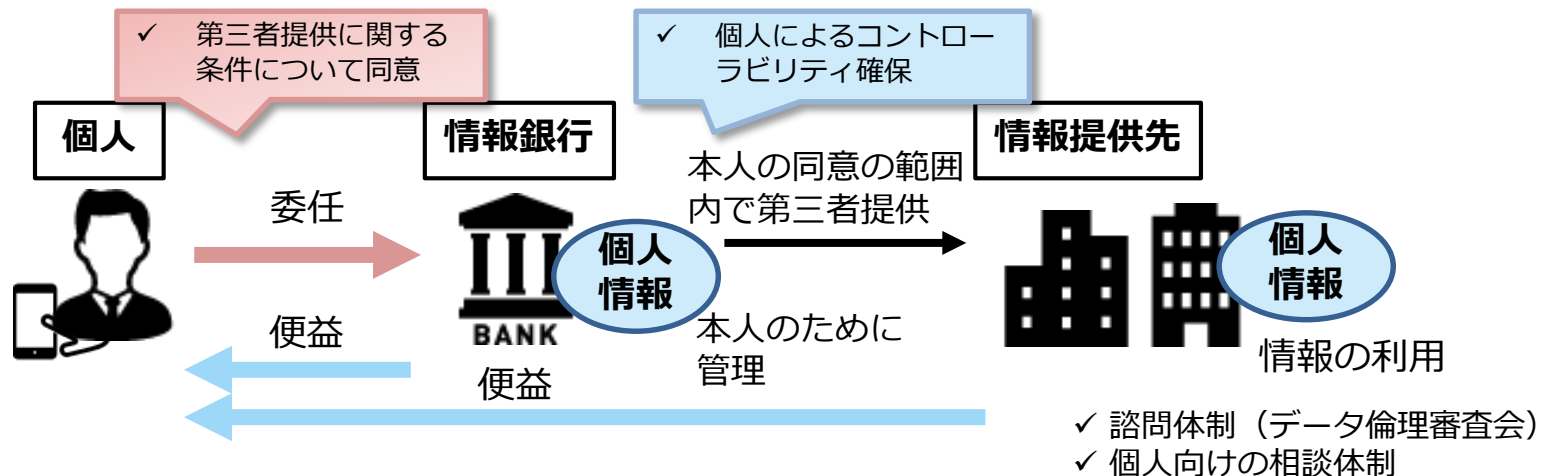 ✓ 第三者提供に関する
条件について同意
✓ 個人によるコントロー
ラビリティ確保
個人
情報銀行
情報提供先
委任
本人の同意の範囲
内で第三者提供
個人
情報
個人
情報
BANK
便益
本人のために
管理
便益
情報の利用
✓ 諮問体制（データ倫理審査会）
✓ 個人向けの相談体制